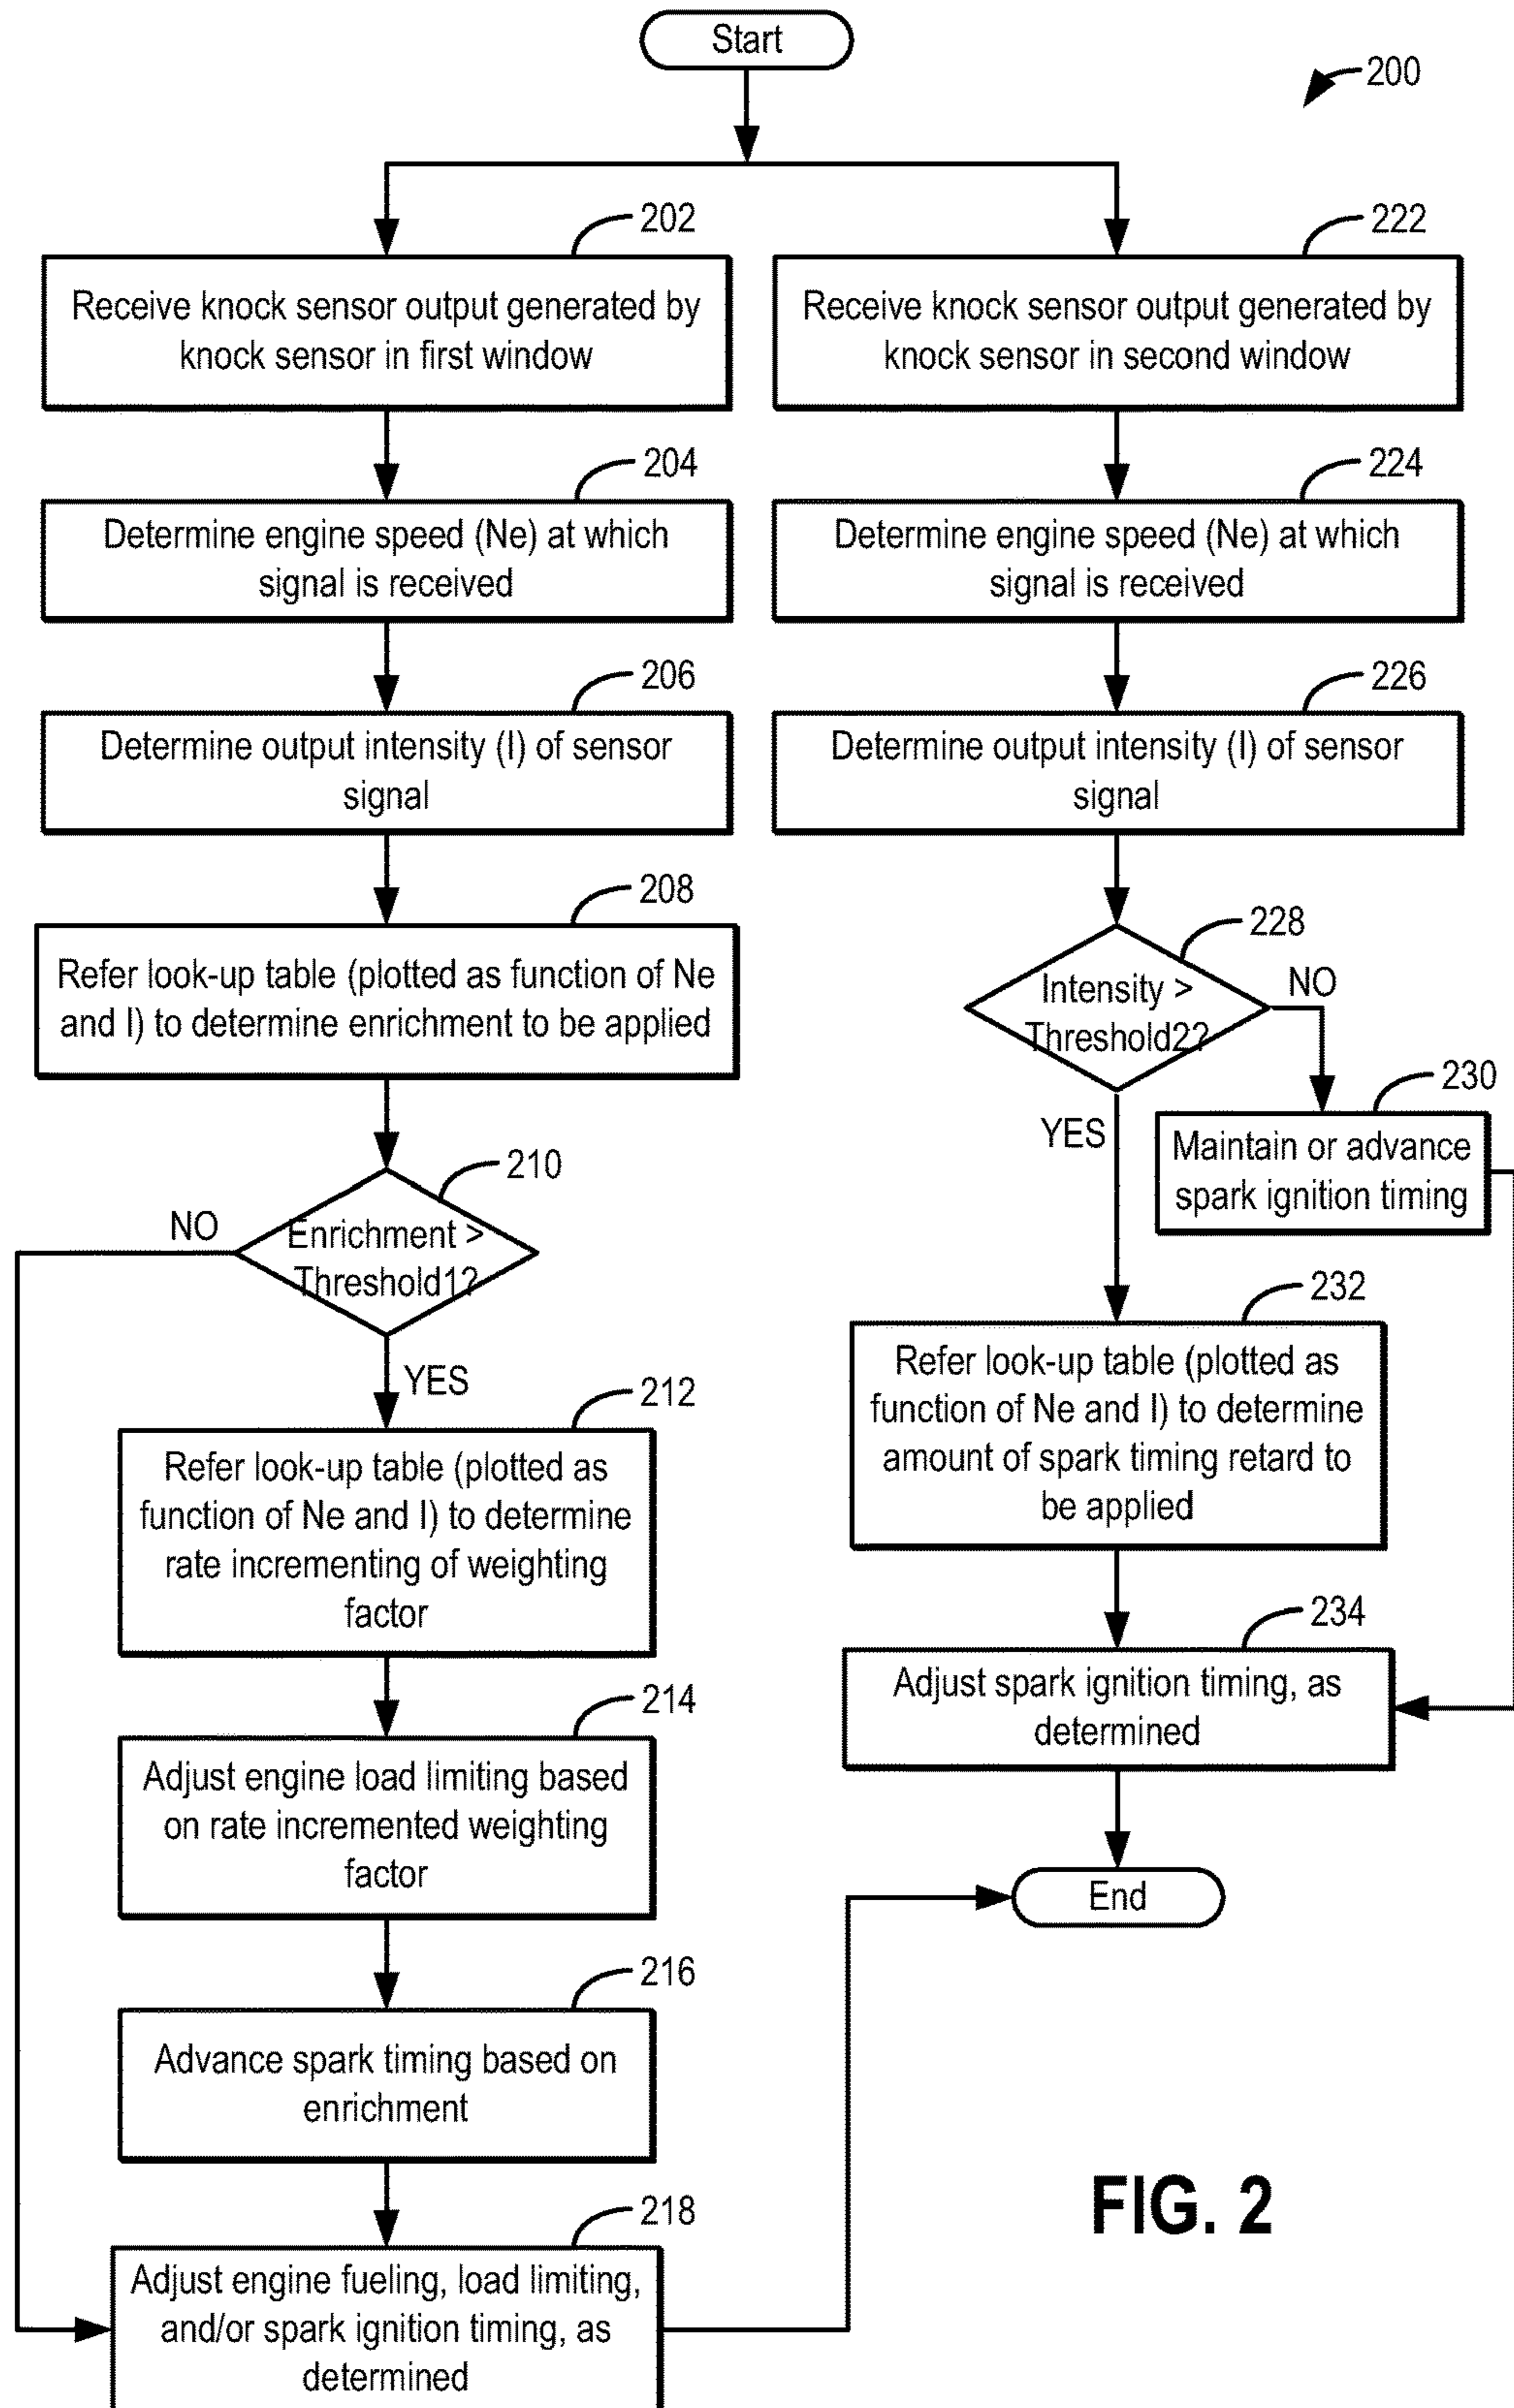 Start
200
202
Receive knock sensor output generated by
knock sensor in first window
204
Determine engine speed (Ne) at which
signal is received
206
Determine output intensity (I) of sensor
signal
208
Refer look-up table (plotted as function of Ne
and I) to determine enrichment to be applied
210
Enrichment >
Threshold1?
NO
YES
212
Refer look-up table (plotted as
function of Ne and I) to determine
rate incrementing of weighting
factor
214
Adjust engine load limiting based
on rate incremented weighting
factor
216
Advance spark timing based on
enrichment
218
Adjust engine fueling, load limiting,
and/or spark ignition timing, as
determined
222
Receive knock sensor output generated by
knock sensor in second window
224
Determine engine speed (Ne) at which
signal is received
226
Determine output intensity (I) of sensor
signal
228
Intensity >
Threshold2?
NO
YES
230
Maintain or advance
spark ignition timing
232
Refer look-up table (plotted as
function of Ne and I) to determine
amount of spark timing retard to
be applied
234
Adjust spark ignition timing, as
determined
End
FIG. 2